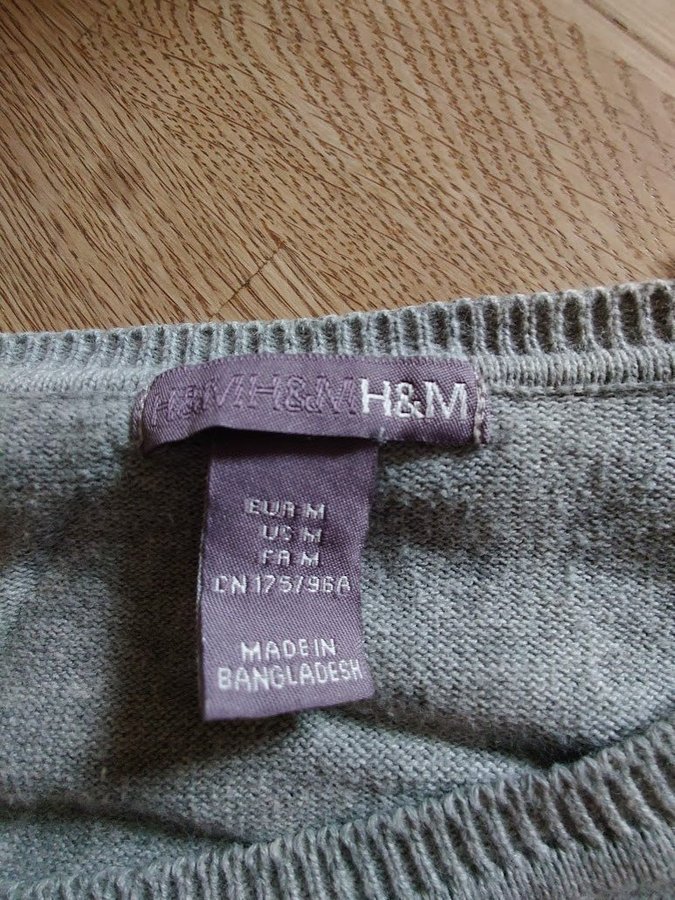 H&M H&M H&M
EUR M
US M
FR M
CN 175/96A
MADE IN
BANGLADESH